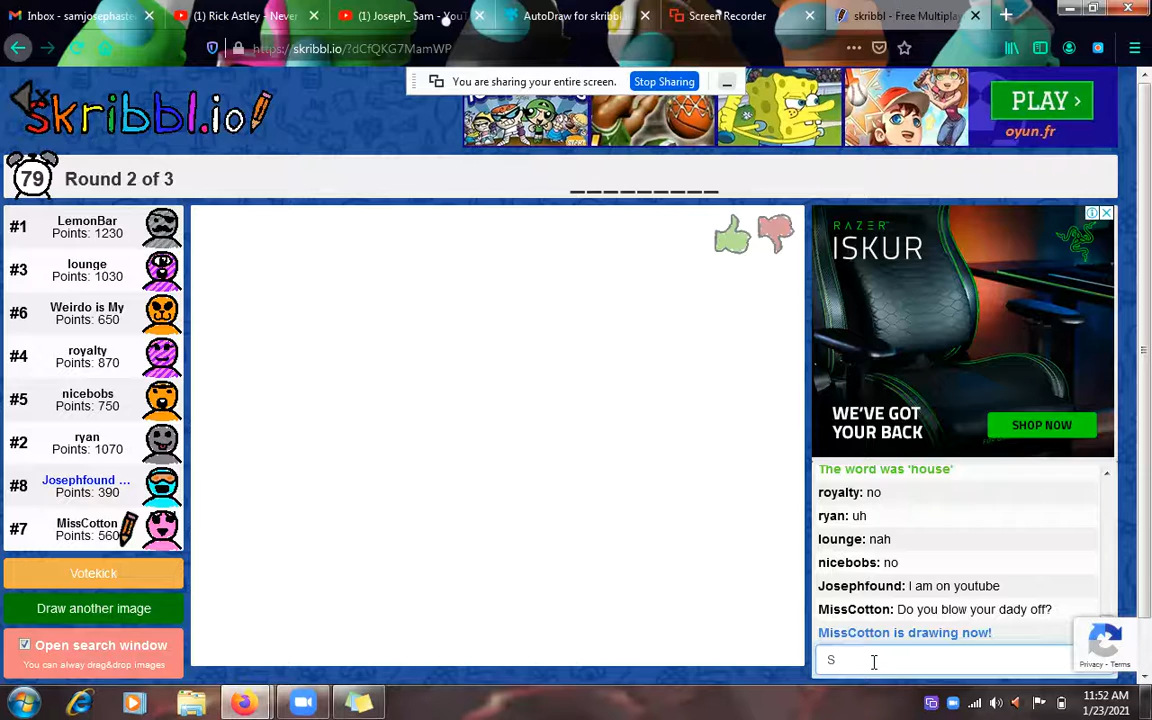 Inbox - samjosephaste
(1) Rick Astley - Never
(1) Joseph_ Sam - YouT
AutoDraw for skribbl.
Screen Recorder
skribbl - Free Multipla
https://skribbl.io/?dCfQKG7MamWP
You are sharing your entire screen.
Stop Sharing
skribbl.io
PLAY >
oyun.fr
79
Round 2 of 3
_________
#1
LemonBar
Points: 1230
#3
lounge
Points: 1030
#6
Weirdo is My
Points: 650
#4
royalty
Points: 870
#5
nicebobs
Points: 750
#2
ryan
Points: 1070
#8
Josephfound ...
Points: 390
#7
MissCotton
Points: 560
Votekick
Draw another image
Open search window
You can alway drag&drop images
RAZER
ISKUR
WE'VE GOT
YOUR BACK
SHOP NOW
The word was 'house'
royalty: no
ryan: uh
lounge: nah
nicebobs: no
Josephfound: I am on youtube
MissCotton: Do you blow your dady off?
MissCotton is drawing now!
S
Privacy - Terms
11:52 AM
1/23/2021